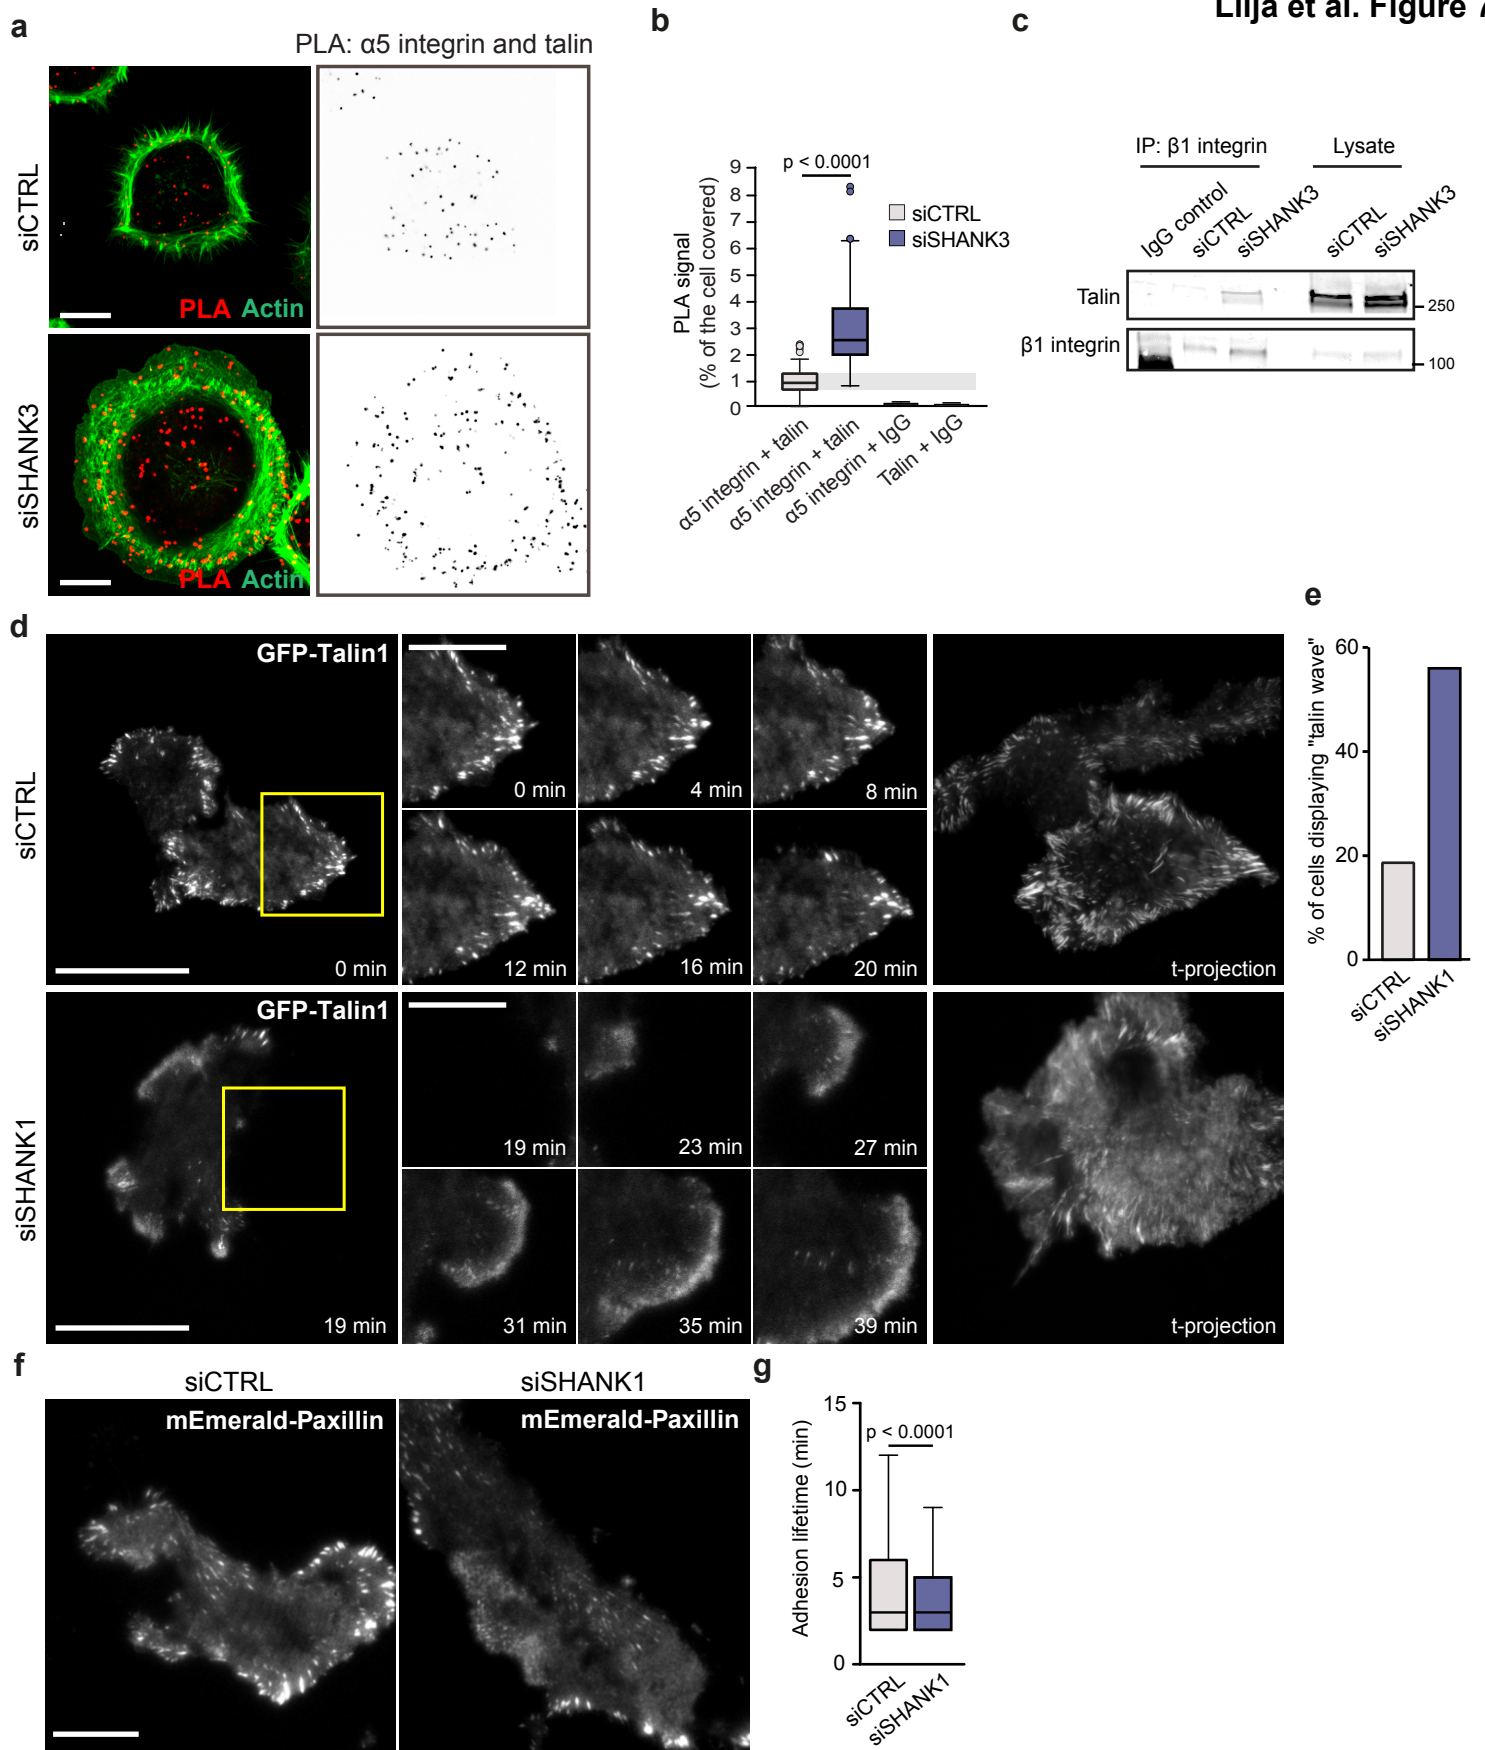 Lilja et al. Figure 7
a
PLA: α5 integrin and talin
siCTRL
PLA Actin
siSHANK3
PLA Actin
b
PLA signal
(% of the cell covered)
9
8
7
6
5
4
3
2
1
0
p < 0.0001
siCTRL
siSHANK3
α5 integrin + talin
α5 integrin + talin
α5 integrin + IgG
Talin + IgG
c
IP: β1 integrin
Lysate
IgG control
siCTRL
siSHANK3
siCTRL
siSHANK3
Talin
250
β1 integrin
100
d
siCTRL
GFP-Talin1
0 min
0 min
4 min
8 min
12 min
16 min
20 min
t-projection
siSHANK1
GFP-Talin1
19 min
19 min
23 min
27 min
31 min
35 min
39 min
t-projection
e
% of cells displaying "talin wave"
60
40
20
0
siCTRL
siSHANK1
f
siCTRL
mEmerald-Paxillin
siSHANK1
mEmerald-Paxillin
g
Adhesion lifetime (min)
15
10
5
0
p < 0.0001
siCTRL
siSHANK1